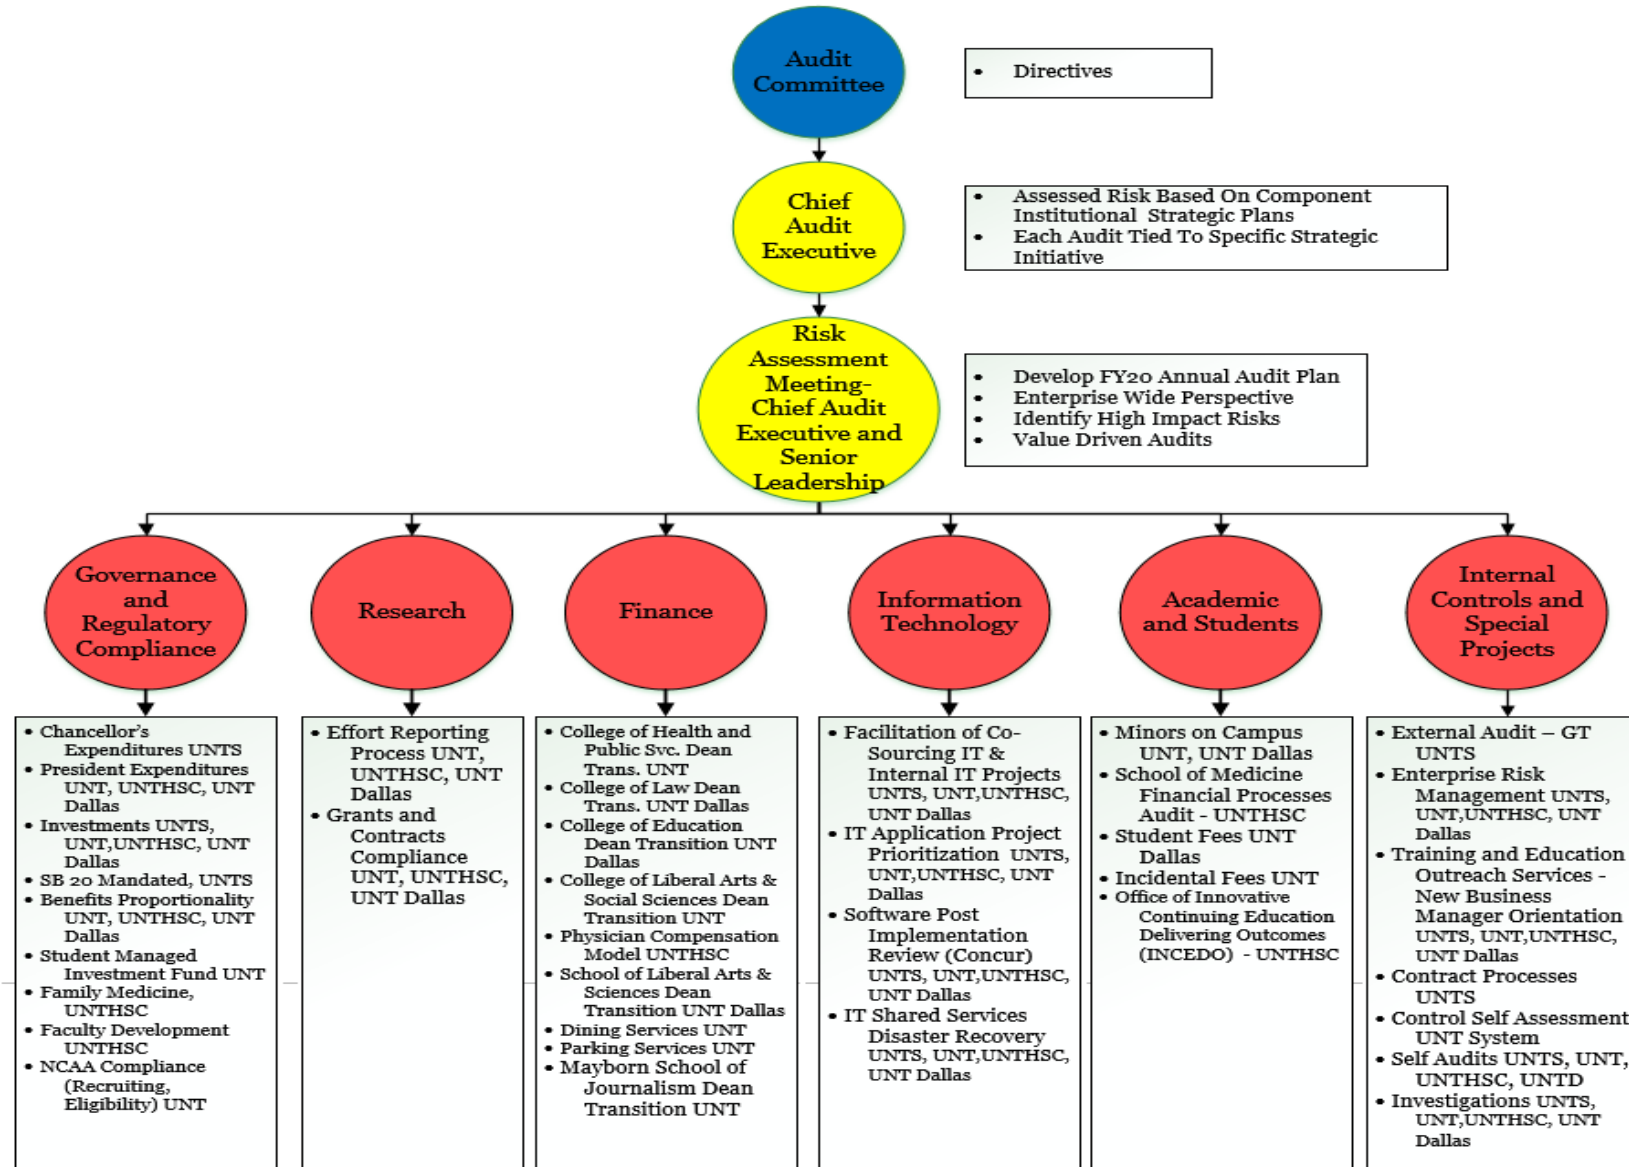 Audit
Committee
• Directives
Chief
Audit
Executive
• Assessed Risk Based On Component
Institutional Strategic Plans
• Each Audit Tied To Specific Strategic
Initiative
Risk
Assessment
Meeting-
Chief Audit
Executive and
Senior
Leadership
• Develop FY20 Annual Audit Plan
• Enterprise Wide Perspective
• Identify High Impact Risks
• Value Driven Audits
Governance
and
Regulatory
Compliance
Research
Finance
Information
Technology
Academic
and Students
Internal
Controls and
Special
Projects
• Chancellor's
Expenditures UNTS
• President Expenditures
UNT, UNTHSC, UNT
Dallas
• Investments UNTS,
UNT,UNTHSC, UNT
Dallas
• SB 20 Mandated, UNTS
• Benefits Proportionality
UNT, UNTHSC, UNT
Dallas
• Student Managed
Investment Fund UNT
• Family Medicine,
UNTHSC
• Faculty Development
UNTHSC
• NCAA Compliance
(Recruiting,
Eligibility) UNT
• Effort Reporting
Process UNT,
UNTHSC, UNT
Dallas
• Grants and
Contracts
Compliance
UNT, UNTHSC,
UNT Dallas
• College of Health and
Public Svc. Dean
Trans. UNT
• College of Law Dean
Trans. UNT Dallas
• College of Education
Dean Transition UNT
Dallas
• College of Liberal Arts &
Social Sciences Dean
Transition UNT
• Physician Compensation
Model UNTHSC
• School of Liberal Arts &
Sciences Dean
Transition UNT Dallas
• Dining Services UNT
• Parking Services UNT
• Mayborn School of
Journalism Dean
Transition UNT
• Facilitation of Co-
Sourcing IT &
Internal IT Projects
UNTS, UNT,UNTHSC,
UNT Dallas
• IT Application Project
Prioritization UNTS,
UNT,UNTHSC, UNT
Dallas
• Software Post
Implementation
Review (Concur)
UNTS, UNT,UNTHSC,
UNT Dallas
• IT Shared Services
Disaster Recovery
UNTS, UNT,UNTHSC,
UNT Dallas
• Minors on Campus
UNT, UNT Dallas
• School of Medicine
Financial Processes
Audit - UNTHSC
• Student Fees UNT
Dallas
• Incidental Fees UNT
• Office of Innovative
Continuing Education
Delivering Outcomes
(INCEDO) - UNTHSC
• External Audit – GT
UNTS
• Enterprise Risk
Management UNTS,
UNT,UNTHSC, UNT
Dallas
• Training and Education
Outreach Services -
New Business
Manager Orientation
UNTS, UNT,UNTHSC,
UNT Dallas
• Contract Processes
UNTS
• Control Self Assessment
UNT System
• Self Audits UNTS, UNT,
UNTHSC, UNTD
• Investigations UNTS,
UNT,UNTHSC, UNT
Dallas